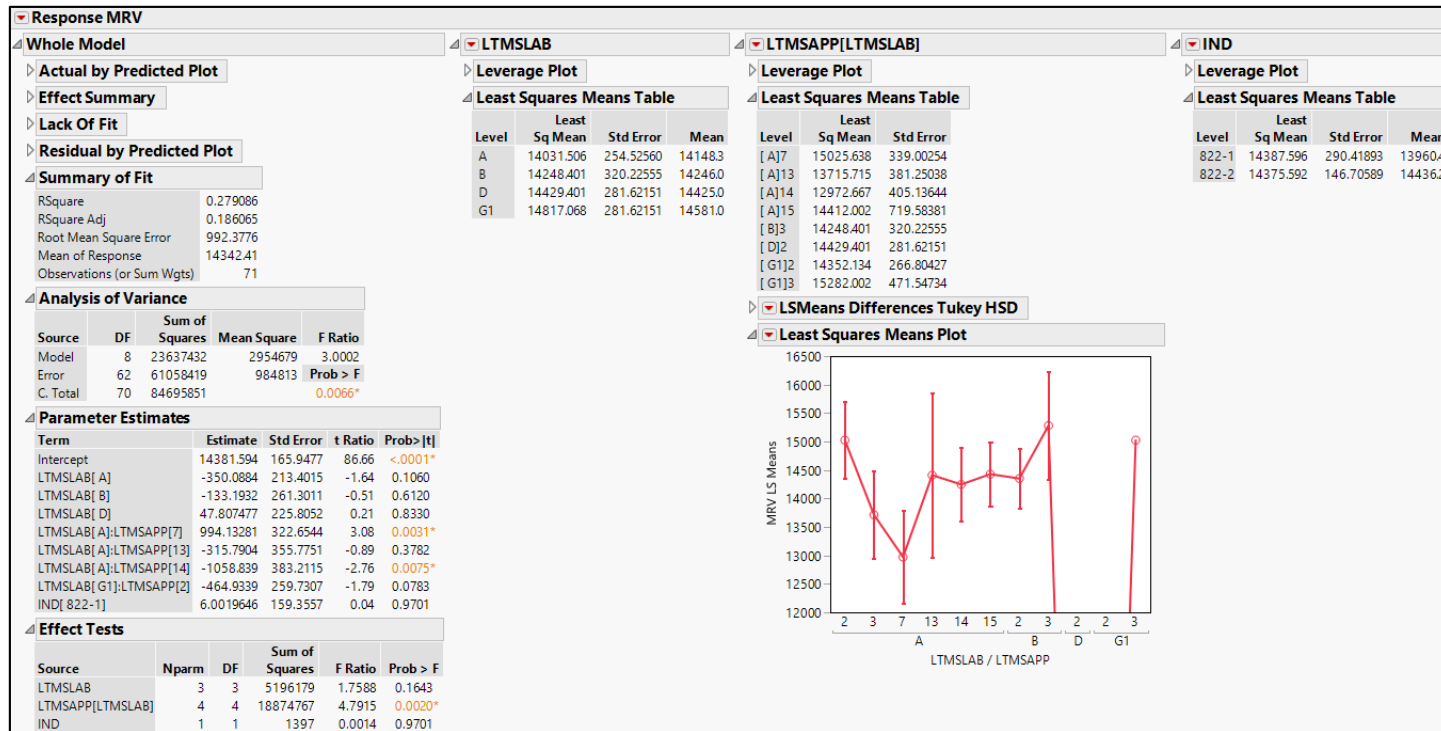 Response MRV
Whole Model
Actual by Predicted Plot
Effect Summary
Lack Of Fit
Residual by Predicted Plot
Summary of Fit
RSquare 0.279086
RSquare Adj 0.186065
Root Mean Square Error 992.3776
Mean of Response 14342.41
Observations (or Sum Wgts) 71
Analysis of Variance
Sum of
Source DF Squares Mean Square F Ratio
Model 8 23637432 2954679 3.0002
Error 62 61058419 984813 Prob > F
C. Total 70 84695851 0.0066*
Parameter Estimates
Term Estimate Std Error t Ratio Prob>|t|
Intercept 14381.594 165.9477 86.66 <.0001*
LTMSLAB[ A] -350.0884 213.4015 -1.64 0.1060
LTMSLAB[ B] -133.1932 261.3011 -0.51 0.6120
LTMSLAB[ D] 47.807477 225.8052 0.21 0.8330
LTMSLAB[ A]:LTMSAPP[7] 994.13281 322.6544 3.08 0.0031*
LTMSLAB[ A]:LTMSAPP[13] -315.7904 355.7751 -0.89 0.3782
LTMSLAB[ A]:LTMSAPP[14] -1058.839 383.2115 -2.76 0.0075*
LTMSLAB[ G1]:LTMSAPP[2] -464.9339 259.7307 -1.79 0.0783
IND[ 822-1] 6.0019646 159.3557 0.04 0.9701
Effect Tests
Sum of
Source Nparm DF Squares F Ratio Prob > F
LTMSLAB 3 3 5196179 1.7588 0.1643
LTMSAPP[LTMSLAB] 4 4 18874767 4.7915 0.0020*
IND 1 1 1397 0.0014 0.9701
LTMSLAB
Leverage Plot
Least Squares Means Table
Least
Level Sq Mean Std Error Mean
A 14031.506 254.52560 14148.3
B 14248.401 320.22555 14246.0
D 14429.401 281.62151 14425.0
G1 14817.068 281.62151 14581.0
LTMSAPP[LTMSLAB]
Leverage Plot
Least Squares Means Table
Least
Level Sq Mean Std Error
[ A]7 15025.638 339.00254
[ A]13 13715.715 381.25038
[ A]14 12972.667 405.13644
[ A]15 14412.002 719.58381
[ B]3 14248.401 320.22555
[ D]2 14429.401 281.62151
[ G1]2 14352.134 266.80427
[ G1]3 15282.002 471.54734
LSMeans Differences Tukey HSD
Least Squares Means Plot
MRV LS Means
16500
16000
15500
15000
14500
14000
13500
13000
12500
12000
2 3 7 13 14 15 2 3 2 2 3
A B D G1
LTMSLAB / LTMSAPP
IND
Leverage Plot
Least Squares Means Table
Least
Level Sq Mean Std Error Mean
822-1 14387.596 290.41893 13960.4
822-2 14375.592 146.70589 14436.2